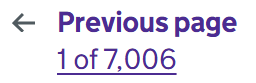 Previous page
1 of 7,006